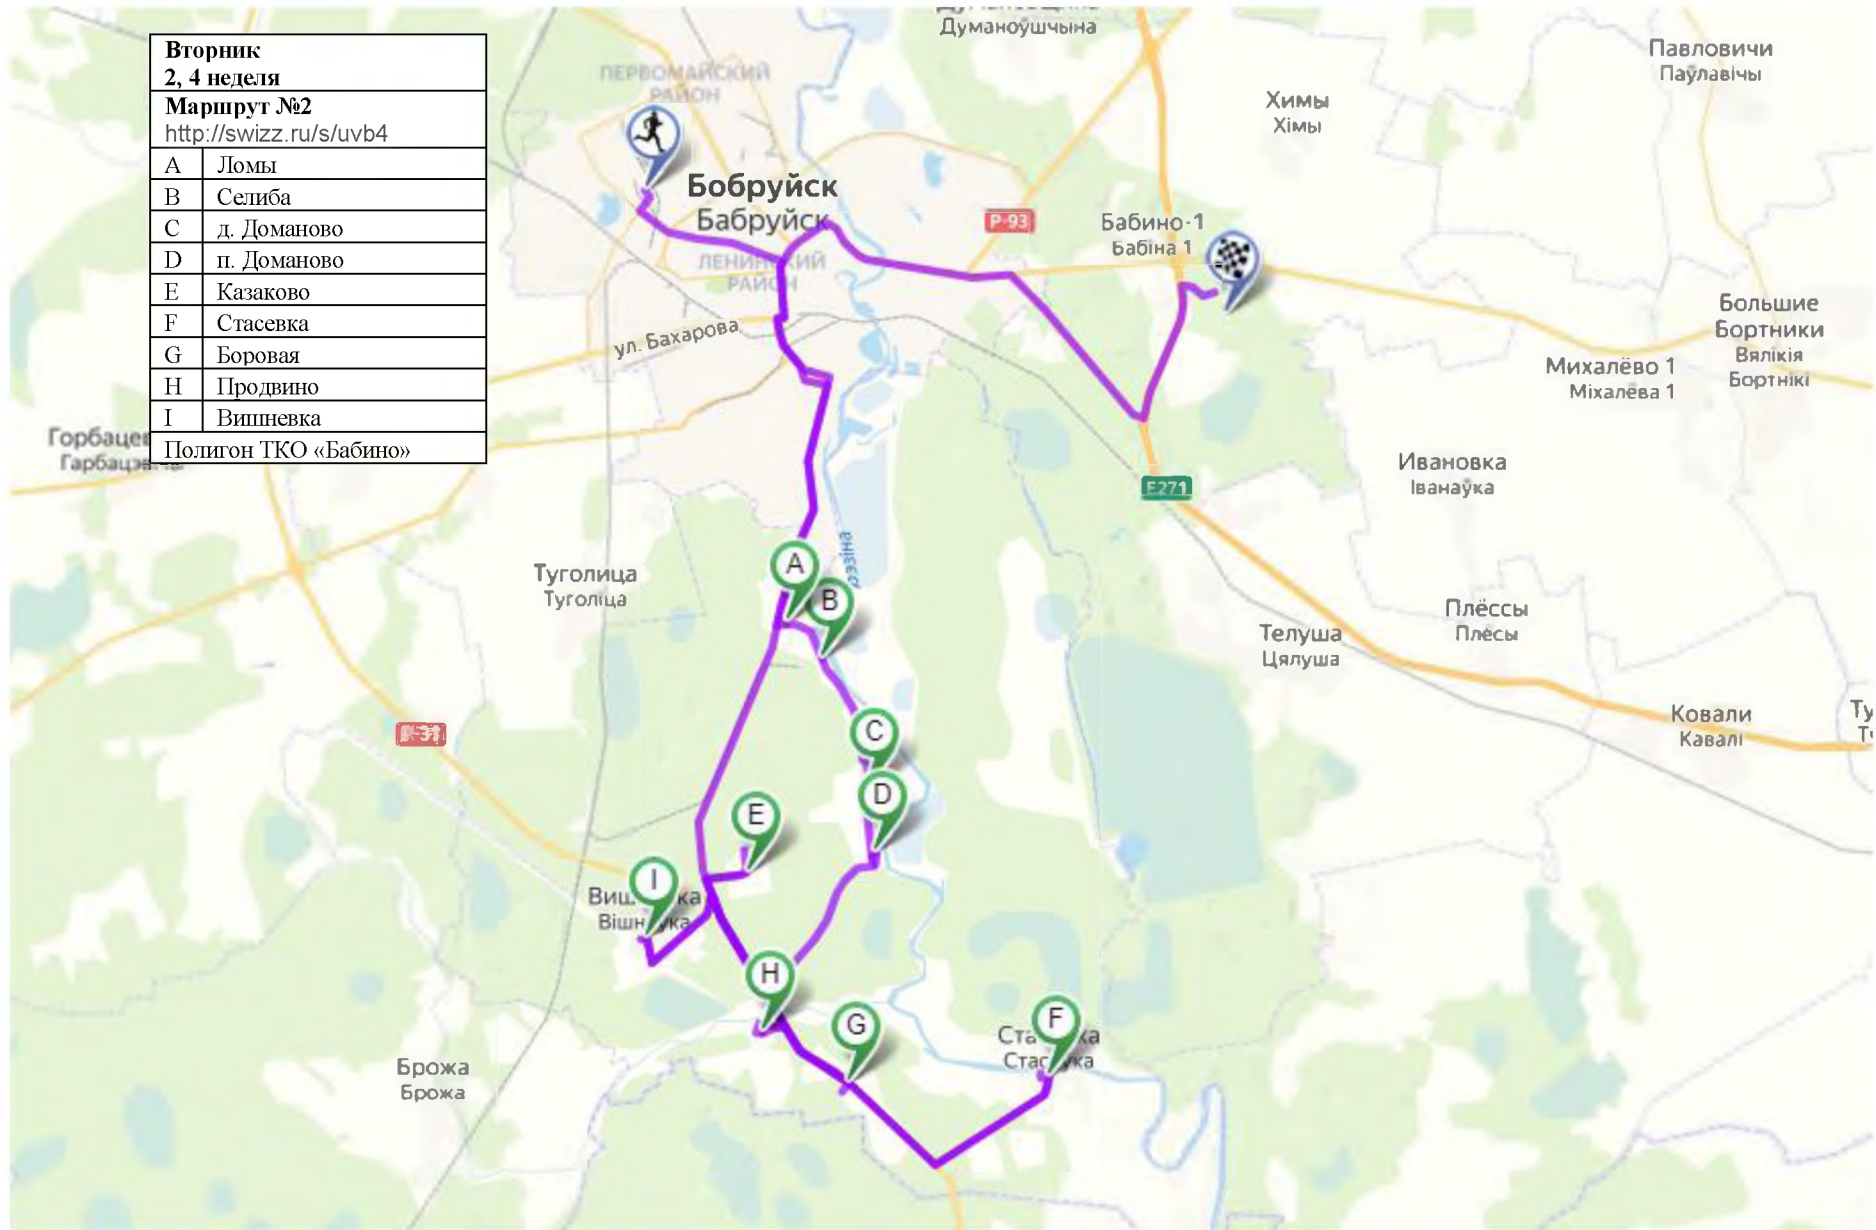 Вторник
2, 4 неделя
Маршрут №2
http://swizz.ru/s/uvb4
A Ломы
B Селиба
C д. Доманово
D п. Доманово
E Казаково
F Стасевка
G Боровая
H Продвино
I Вишневка
Полигон ТКО «Бабино»
Думаноўшчына
Павловичи
Паўлавічы
ПЕРВОМАЙСКИЙ
РАЙОН
Химы
Хімы
Бобруйск
Бабруйск
Р-93
Бабино-1
Бабіна 1
ЛЕНИНСКИЙ
РАЙОН
ул. Бахарова
Большие
Бортники
Вялікія
Бортнікі
Михалёво 1
Міхалёва 1
Ивановка
Іванаўка
E271
Туголица
Туголіца
A
B
Плёссы
Плёсы
Телуша
Цялуша
Ковали
Кавалі
C
D
E
I
H
G
F
Брожа
Брожа